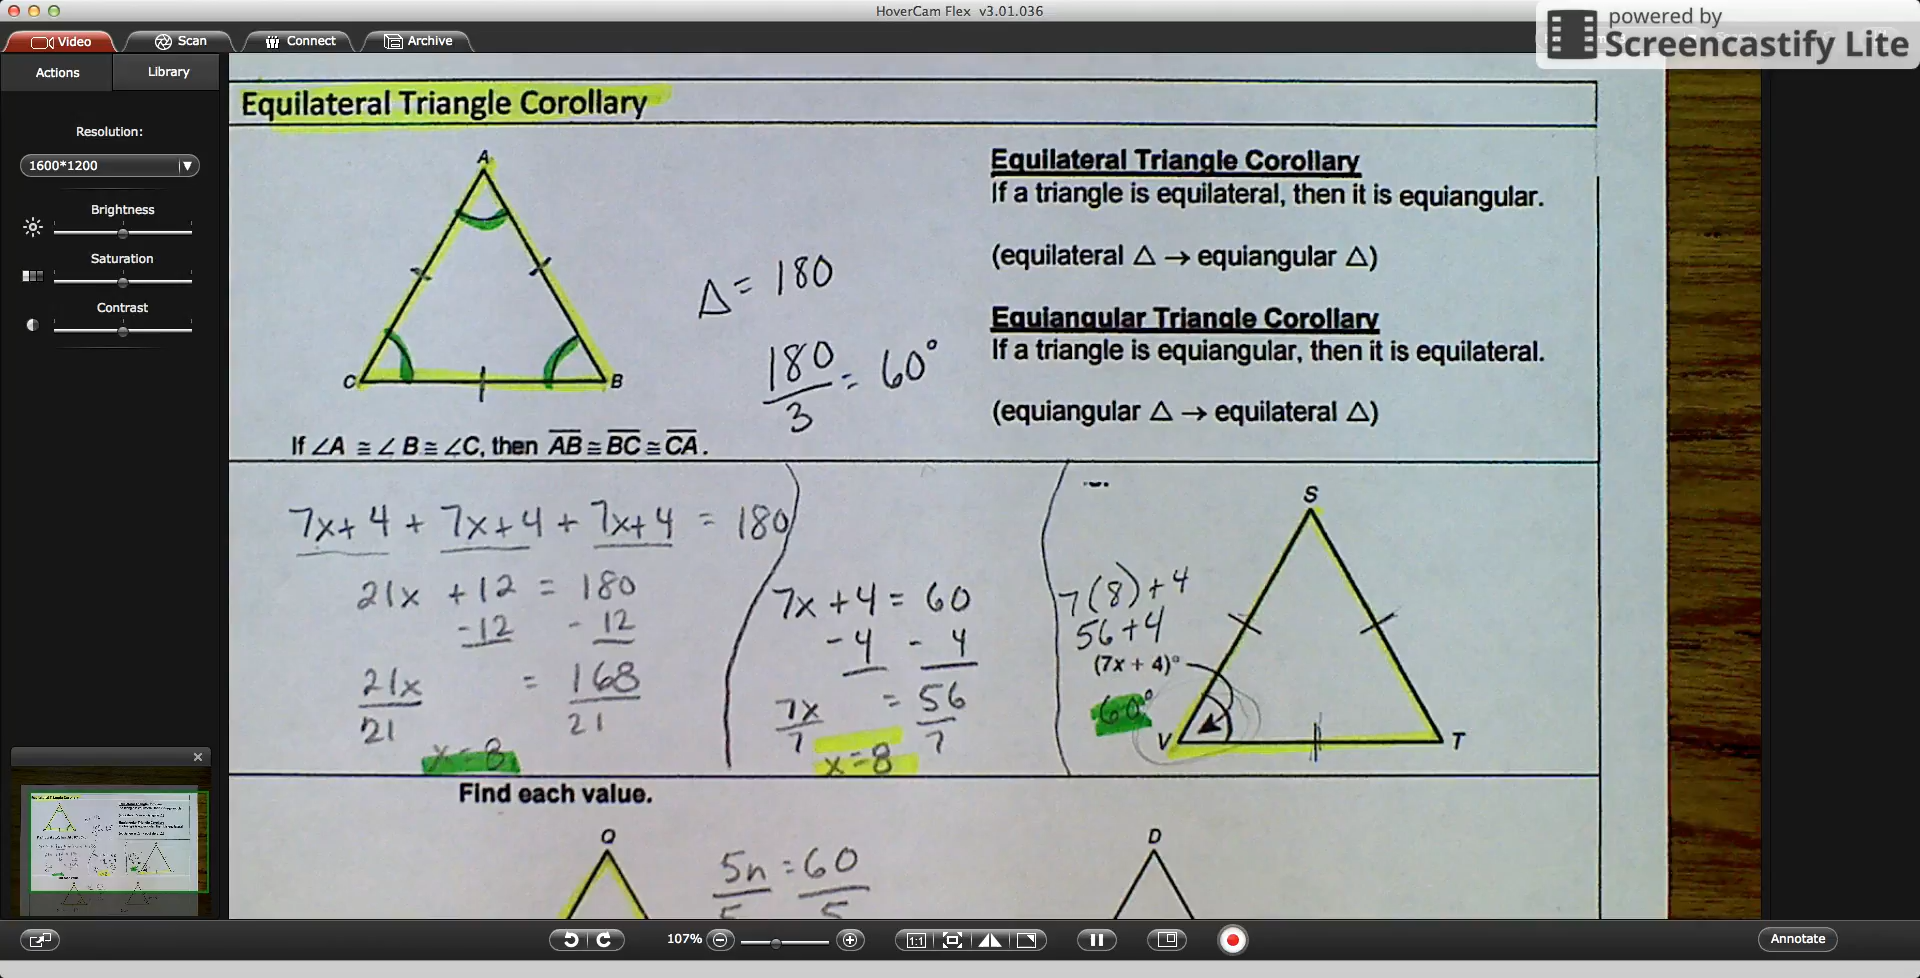 HoverCam Flex v3.01.036
powered by
Screencastify Lite
Video
Scan
Connect
Archive
Actions
Library
Resolution:
1600*1200
Brightness
Saturation
Contrast
Equilateral Triangle Corollary
A
C
B
If ∠A ≅ ∠ B ≅ ∠C, then AB ≅ BC ≅ CA.
Δ = 180
180
3
= 60°
Equilateral Triangle Corollary
If a triangle is equilateral, then it is equiangular.
(equilateral Δ → equiangular Δ)
Equiangular Triangle Corollary
If a triangle is equiangular, then it is equilateral.
(equiangular Δ → equilateral Δ)
7x+4 + 7x+4 + 7x+4 = 180
21x +12 = 180
-12 - 12
21x = 168
21 21
x=8
7x+4 = 60
-4 - 4
7x = 56
7 7
x=8
7(8)+4
56+4
(7x + 4)°
60°
S
V
T
Find each value.
Q
5n = 60
5 5
D
107%
1:1
Annotate